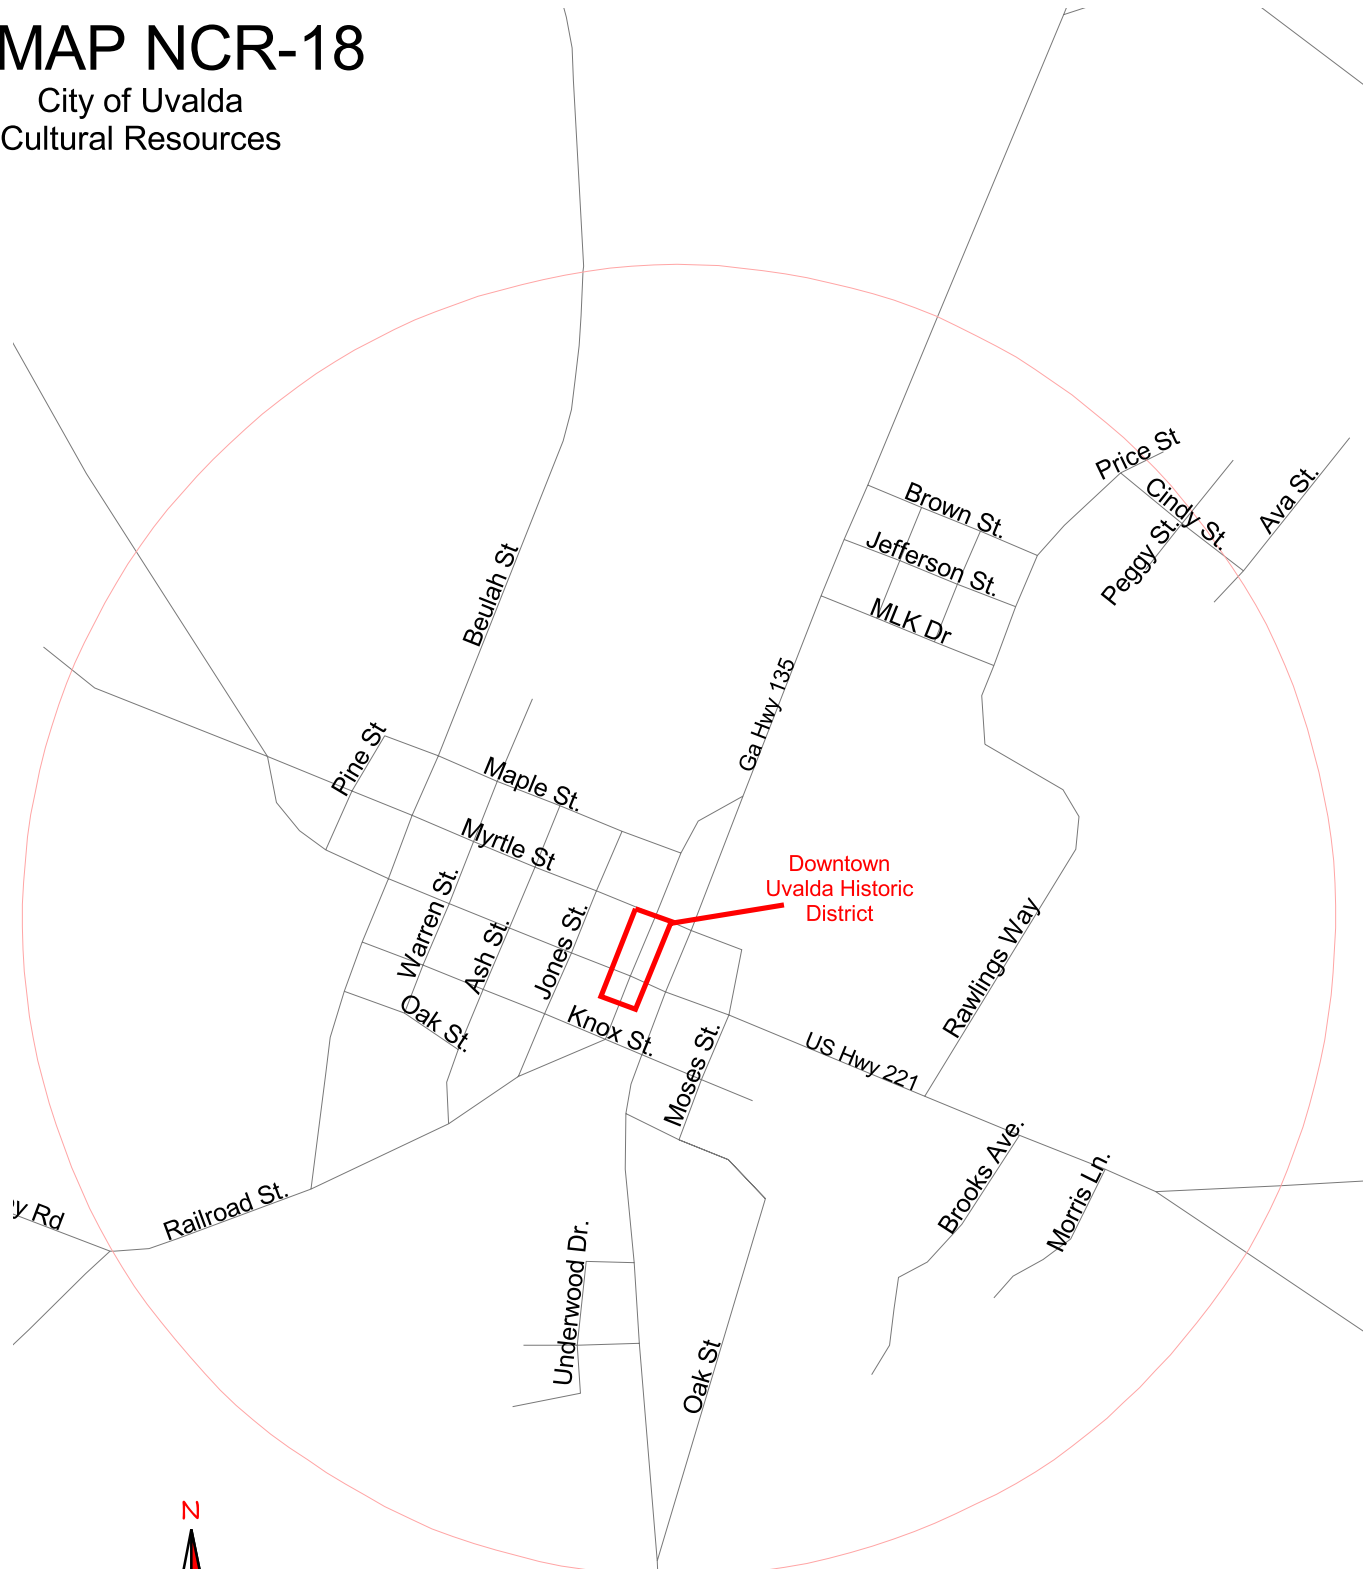 MAP NCR-18
City of Uvalda
Cultural Resources
Price St
Cindy St.
Ava St.
Peggy St.
Brown St.
Jefferson St.
MLK Dr
Beulah St
Ga Hwy 135
Pine St
Maple St.
Myrtle St
Downtown
Uvalda Historic
District
Warren St.
Ash St.
Jones St.
Rawlings Way
Oak St.
Knox St.
Moses St.
US Hwy 221
Brooks Ave.
Morris Ln.
y Rd
Railroad St.
Underwood Dr.
Oak St
N